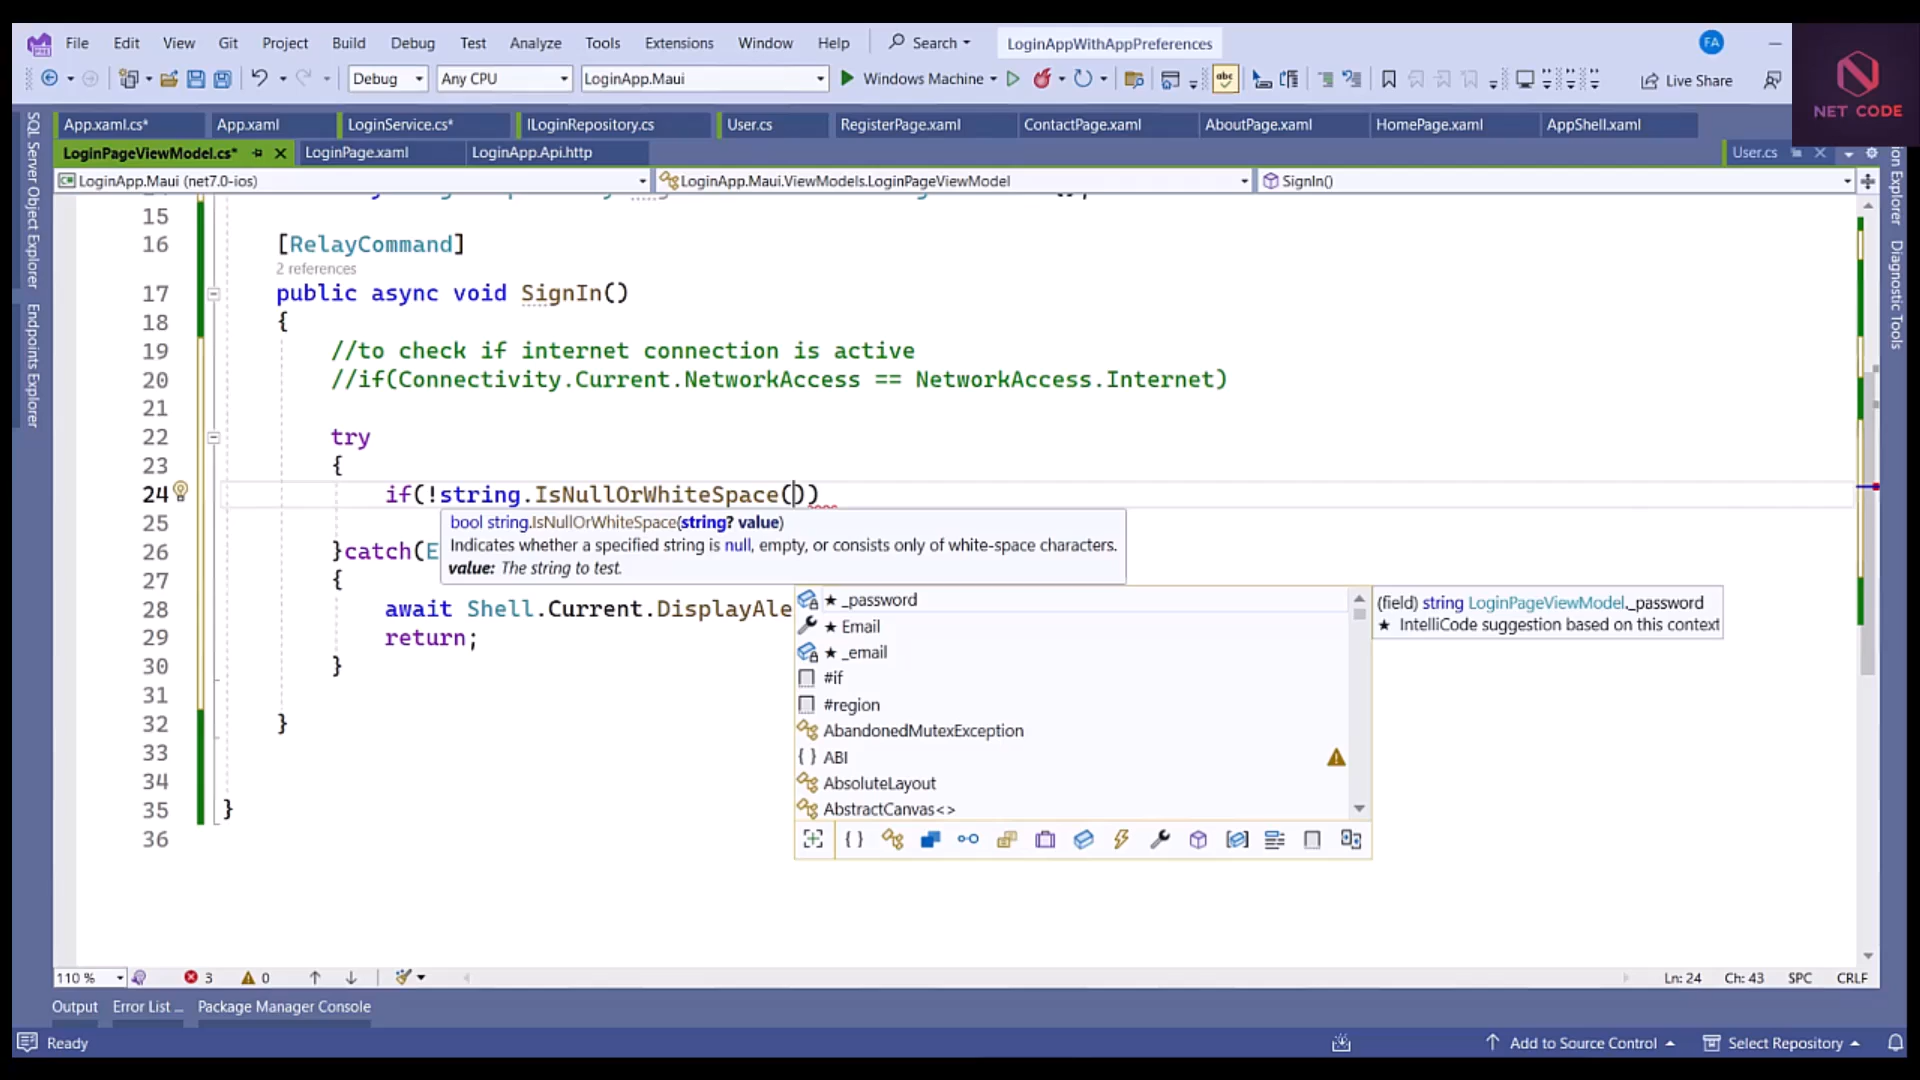 File Edit View Git Project Build Debug Test Analyze Tools Extensions Window Help Search LoginAppWithAppPreferences FA
Debug Any CPU LoginApp.Maui Windows Machine abc Live Share
NET CODE
SQL Server Object Explorer
Endpoints Explorer
App.xaml.cs* App.xaml LoginService.cs* ILoginRepository.cs User.cs RegisterPage.xaml ContactPage.xaml AboutPage.xaml HomePage.xaml AppShell.xaml
LoginPageViewModel.cs* LoginPage.xaml LoginApp.Api.http User.cs
LoginApp.Maui (net7.0-ios) LoginApp.Maui.ViewModels.LoginPageViewModel SignIn()
15
16 [RelayCommand]
2 references
17 public async void SignIn()
18 {
19 //to check if internet connection is active
20 //if(Connectivity.Current.NetworkAccess == NetworkAccess.Internet)
21
22 try
23 {
24 if(!string.IsNullOrWhiteSpace())
25
bool string.IsNullOrWhiteSpace(string? value)
Indicates whether a specified string is null, empty, or consists only of white-space characters.
value: The string to test.
26 }catch(E
27 {
28 await Shell.Current.DisplayAle
29 return;
30 }
31
32 }
33
34
35 }
36
★ _password
★ Email
★ _email
#if
#region
AbandonedMutexException
{ } ABI
AbsoluteLayout
AbstractCanvas<>
(field) string LoginPageViewModel._password
★ IntelliCode suggestion based on this context
ion Explorer
Diagnostic Tools
110 % 3 0 Ln: 24 Ch: 43 SPC CRLF
Output Error List ... Package Manager Console
Ready Add to Source Control Select Repository